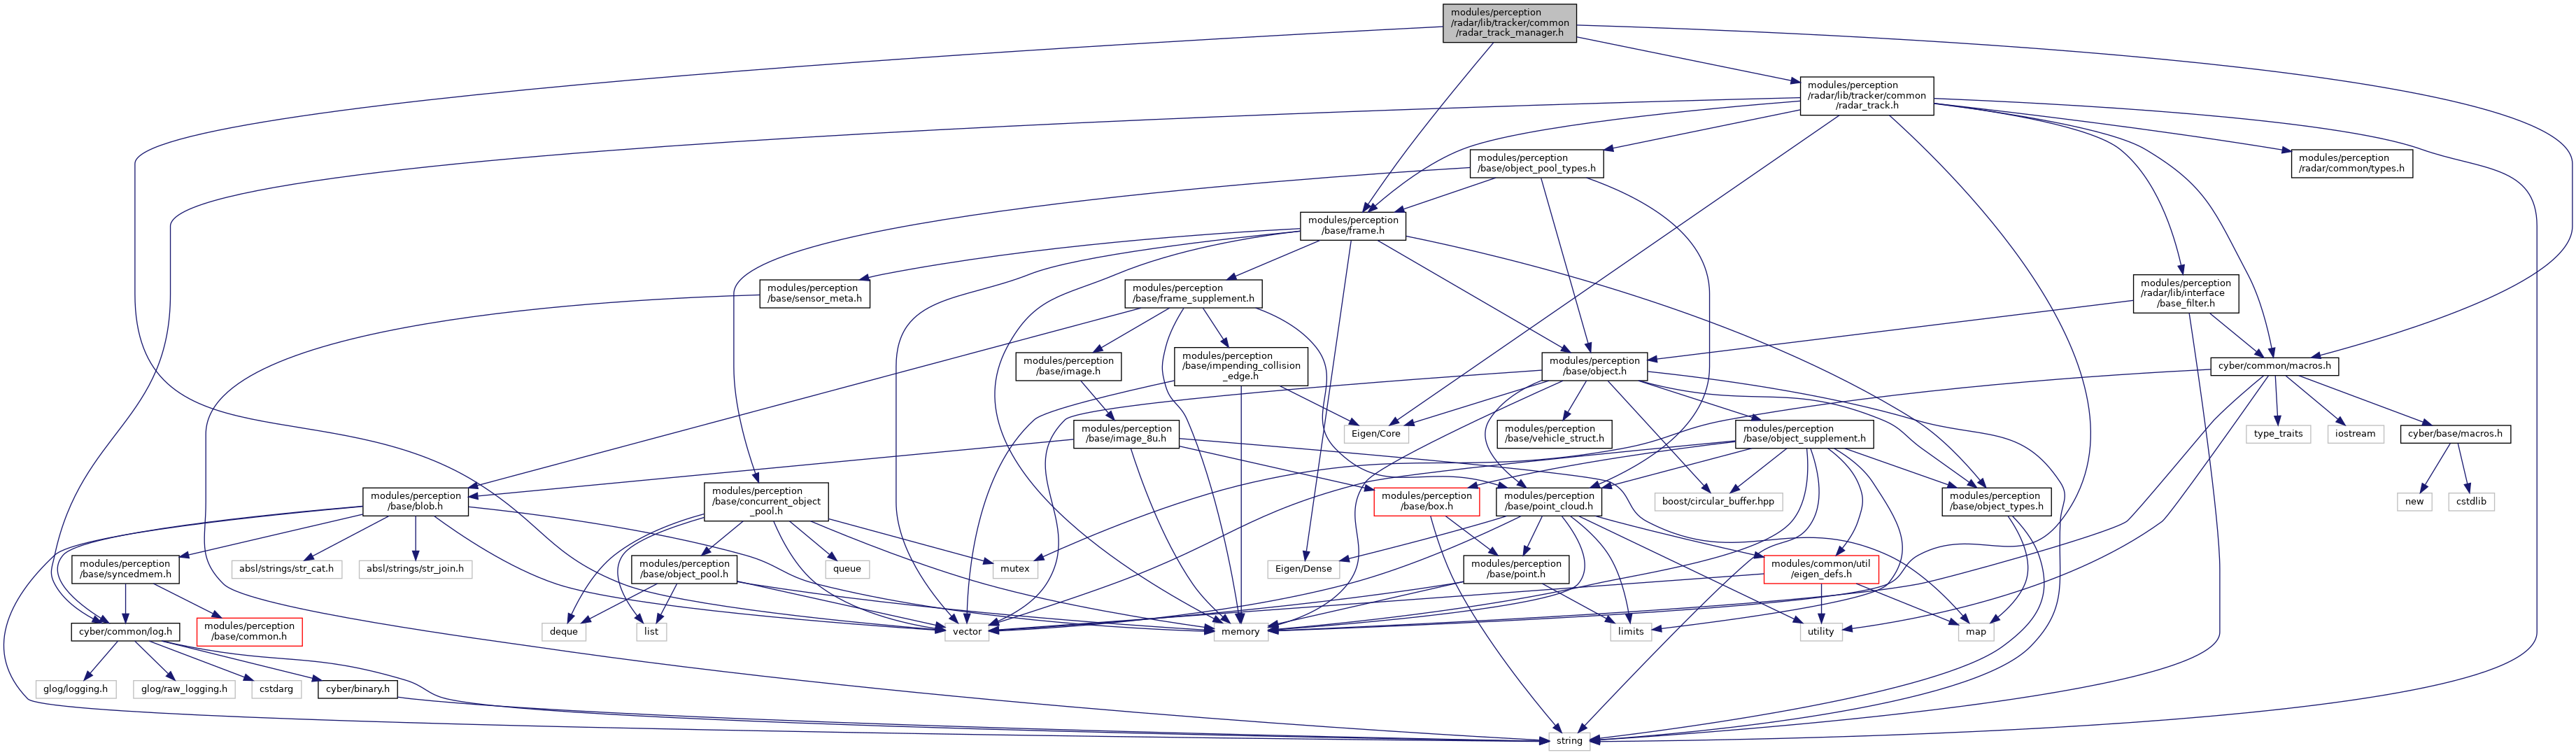 modules/perception
/radar/lib/tracker/common
/radar_track_manager.h
modules/perception
/radar/lib/tracker/common
/radar_track.h
modules/perception
/base/object_pool_types.h
modules/perception
/radar/common/types.h
modules/perception
/base/frame.h
modules/perception
/base/sensor_meta.h
modules/perception
/base/frame_supplement.h
modules/perception
/radar/lib/interface
/base_filter.h
modules/perception
/base/image.h
modules/perception
/base/impending_collision
_edge.h
modules/perception
/base/object.h
cyber/common/macros.h
modules/perception
/base/image_8u.h
Eigen/Core
modules/perception
/base/vehicle_struct.h
modules/perception
/base/object_supplement.h
type_traits
iostream
cyber/base/macros.h
modules/perception
/base/blob.h
modules/perception
/base/concurrent_object
_pool.h
modules/perception
/base/box.h
modules/perception
/base/point_cloud.h
boost/circular_buffer.hpp
modules/perception
/base/object_types.h
new
cstdlib
modules/perception
/base/syncedmem.h
absl/strings/str_cat.h
absl/strings/str_join.h
modules/perception
/base/object_pool.h
queue
mutex
Eigen/Dense
modules/perception
/base/point.h
modules/common/util
/eigen_defs.h
cyber/common/log.h
modules/perception
/base/common.h
deque
list
vector
memory
limits
utility
map
glog/logging.h
glog/raw_logging.h
cstdarg
cyber/binary.h
string